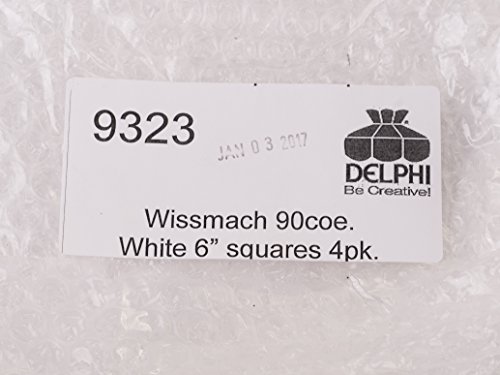 9323
JAN 03 2017
DELPHI
Be Creative!
Wissmach 90coe.
White 6” squares 4pk.